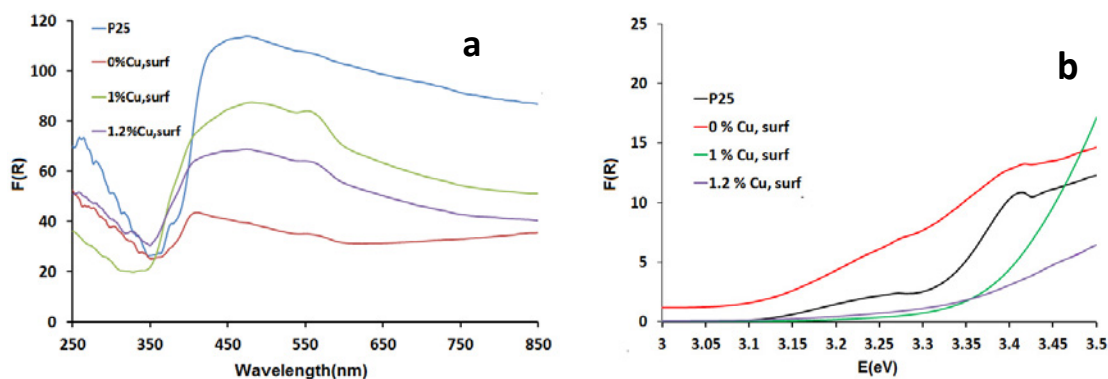 a
P25
0%Cu,surf
1%Cu,surf
1.2%Cu,surf
F(R)
120
100
80
60
40
20
0
250 350 450 550 650 750 850
Wavelength(nm)
b
P25
0 % Cu, surf
1 % Cu, surf
1.2 % Cu, surf
F(R)
25
20
15
10
5
0
3 3.05 3.1 3.15 3.2 3.25 3.3 3.35 3.4 3.45 3.5
E(eV)